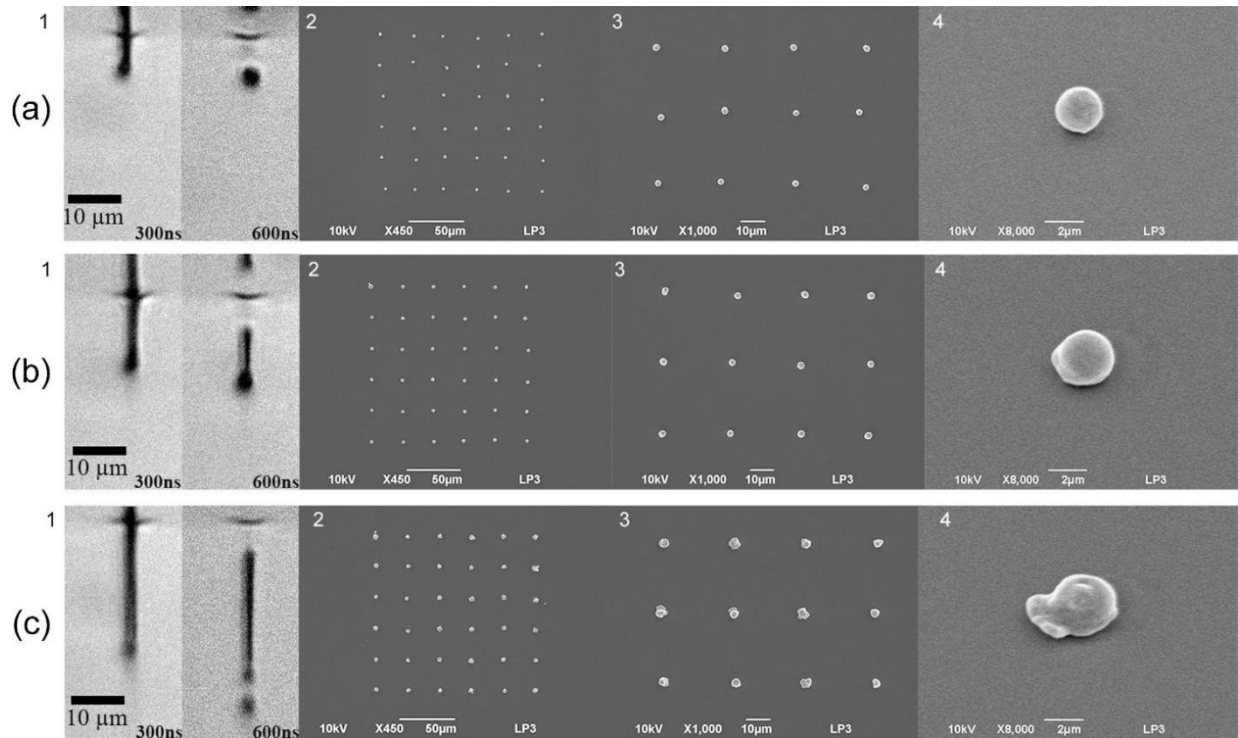 1
2
3
4
(a)
10 µm
300ns
600ns
10kV X450 50µm LP3
10kV X1,000 10µm LP3
10kV X8,000 2µm LP3
1
2
3
4
(b)
10 µm
300ns
600ns
10kV X450 50µm LP3
10kV X1,000 10µm LP3
10kV X8,000 2µm LP3
1
2
3
4
(c)
10 µm
300ns
600ns
10kV X450 50µm LP3
10kV X1,000 10µm LP3
10kV X8,000 2µm LP3